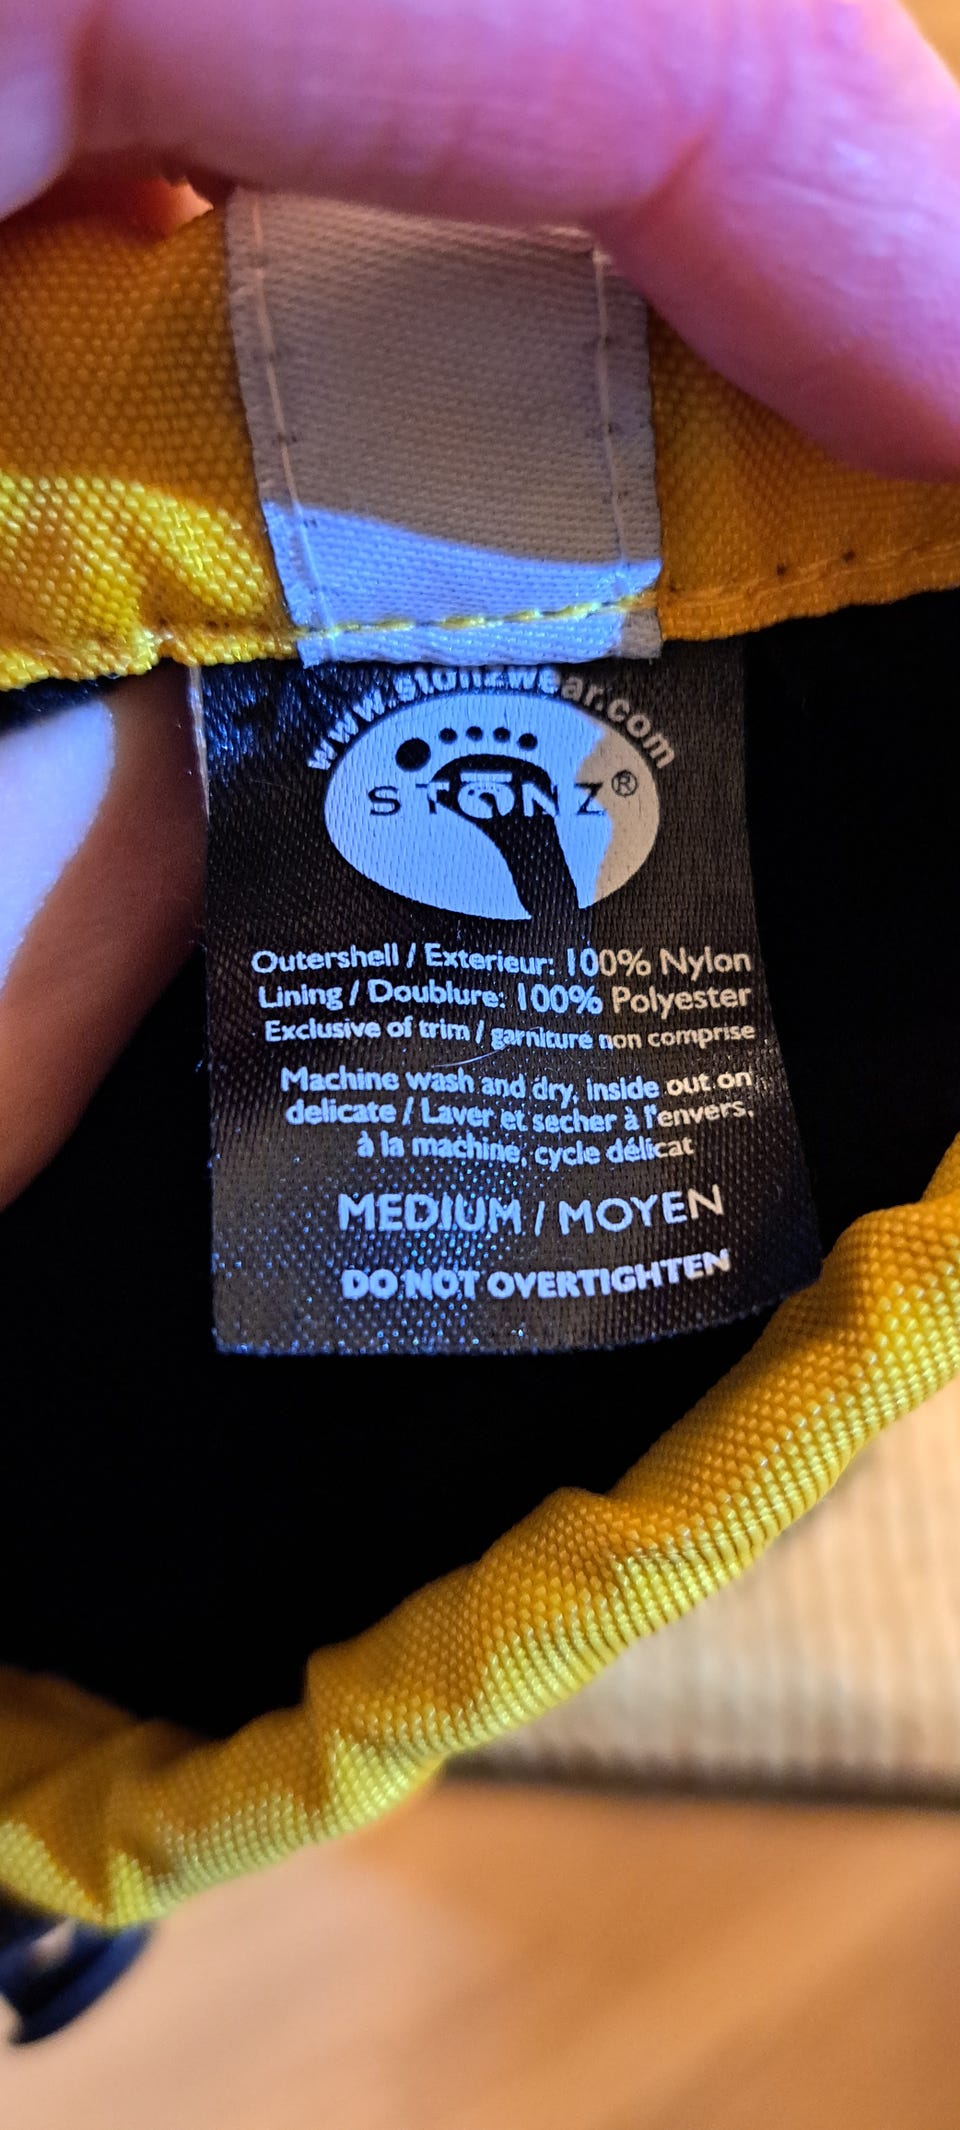 www.stonzwear.com
STONZ®
Outershell / Exterieur: 100% Nylon
Lining / Doublure: 100% Polyester
Exclusive of trim / garniture non comprise
Machine wash and dry, inside out on
delicate / Laver et secher à l'envers,
à la machine, cycle délicat
MEDIUM / MOYEN
DO NOT OVERTIGHTEN